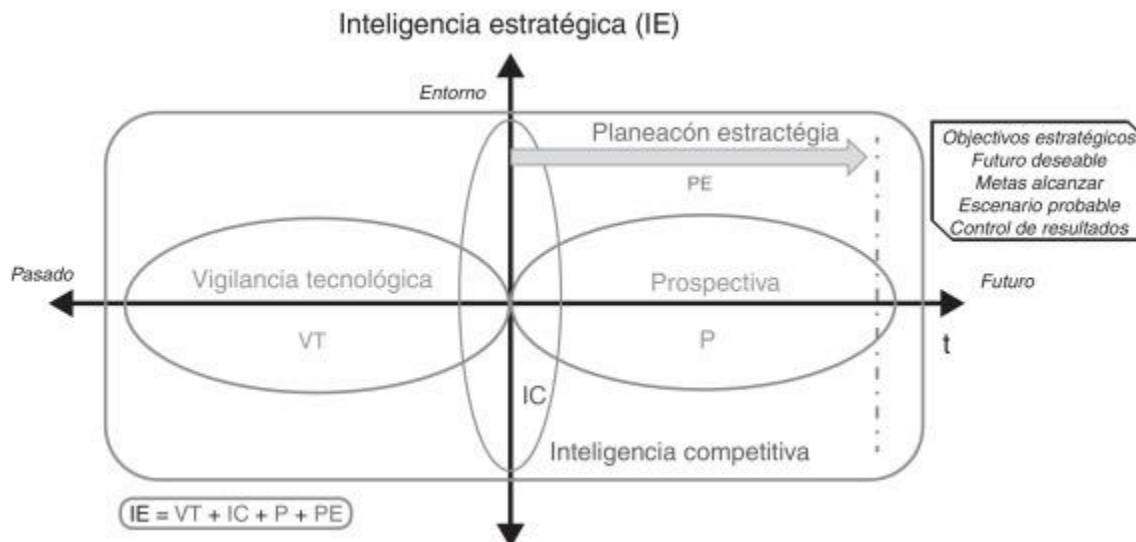 Inteligencia estratégica (IE)
Entorno
Planeacón estractégia
PE
Objectivos estratégicos
Futuro deseable
Metas alcanzar
Escenario probable
Control de resultados
Pasado
Vigilancia tecnológica
Prospectiva
Futuro
VT
P
t
IC
Inteligencia competitiva
IE = VT + IC + P + PE